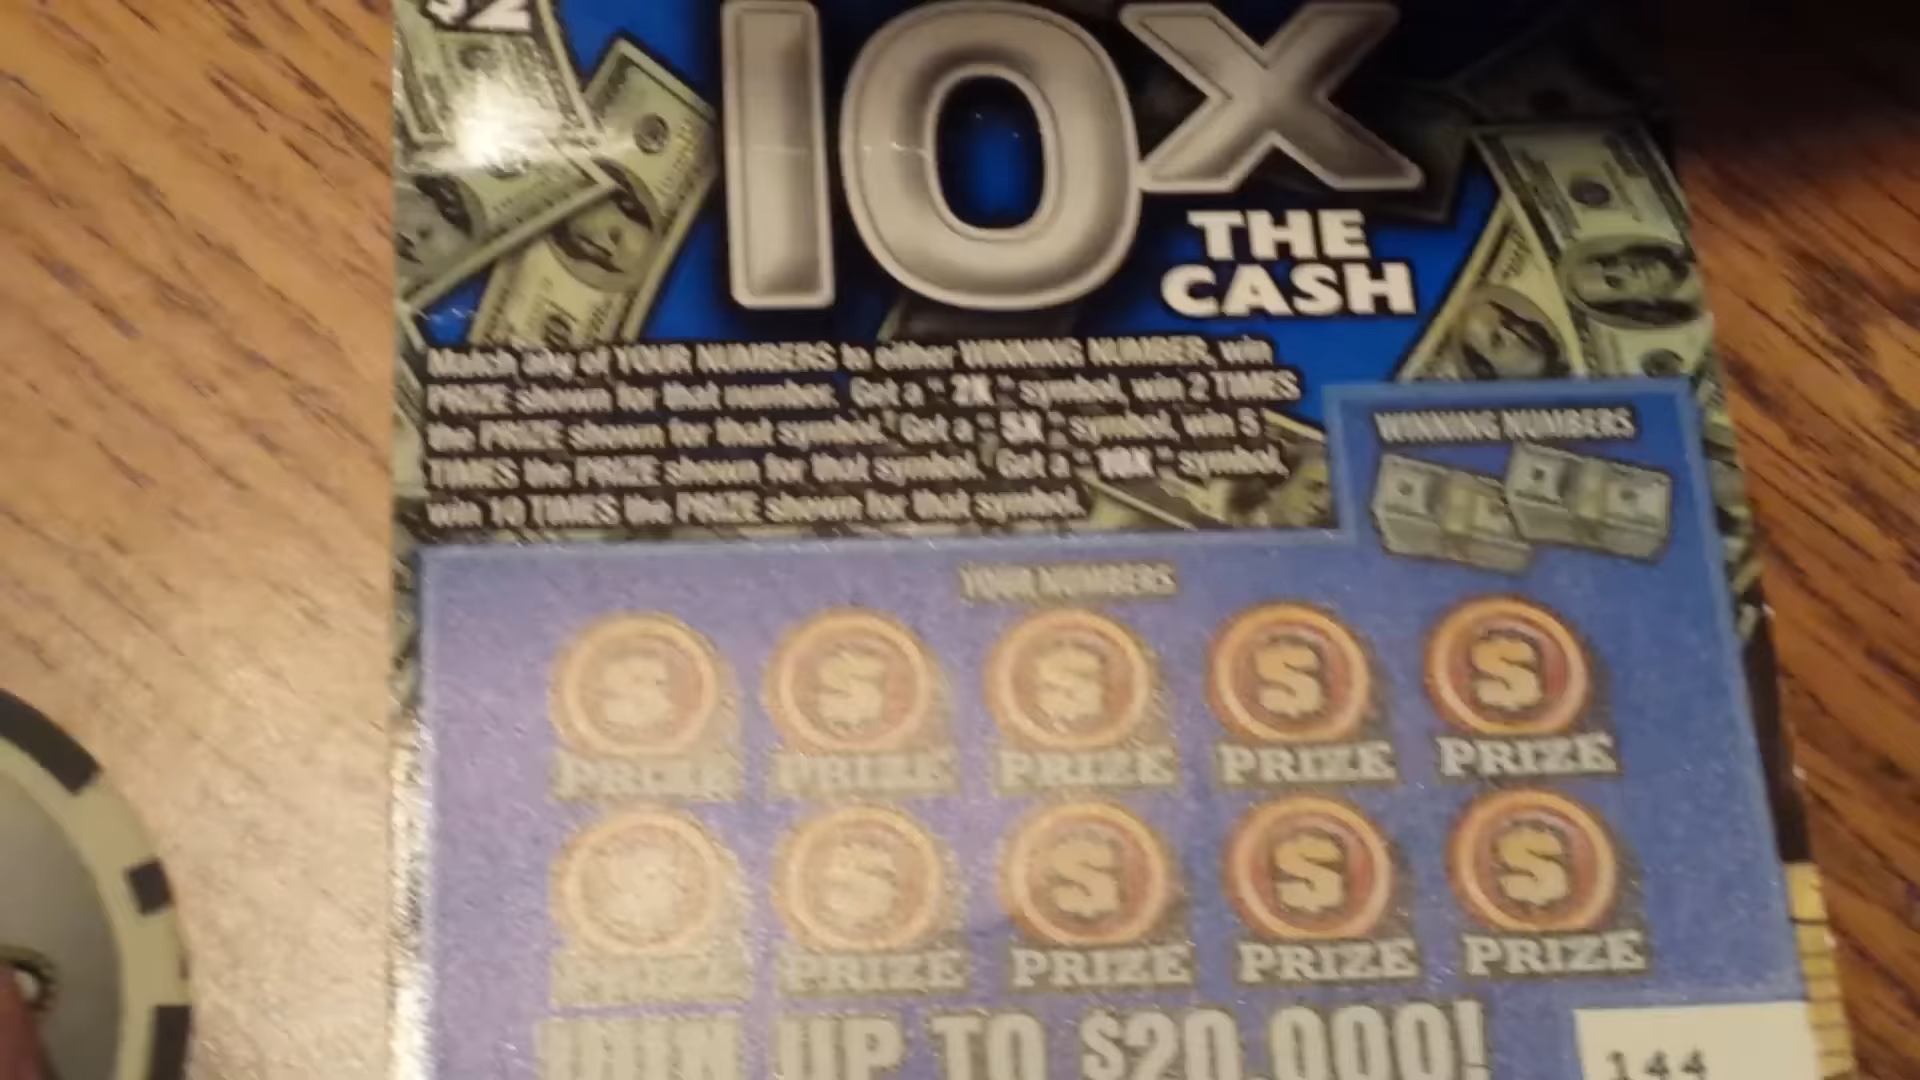 $2
10X
THE
CASH
Match any of YOUR NUMBERS to either WINNING NUMBER, win
PRIZE shown for that number. Get a "2X" symbol, win 2 TIMES
the PRIZE shown for that symbol. Get a "5X" symbol, win 5
TIMES the PRIZE shown for that symbol. Get a "10X" symbol,
win 10 TIMES the PRIZE shown for that symbol.
WINNING NUMBERS
YOUR NUMBERS
S S S S S
PRIZE PRIZE PRIZE PRIZE PRIZE
S S S S S
PRIZE PRIZE PRIZE PRIZE PRIZE
WIN UP TO $20,000!
144